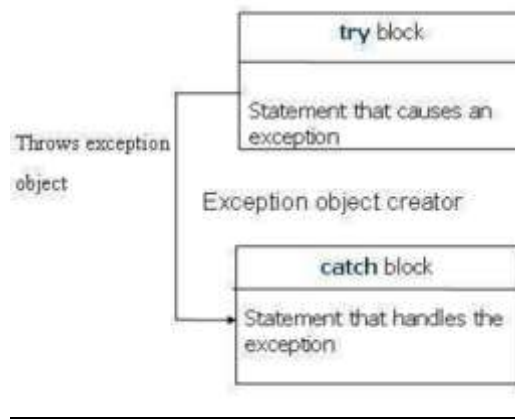 try block
Statement that causes an
exception
Throws exception
object
Exception object creator
catch block
Statement that handles the
exception